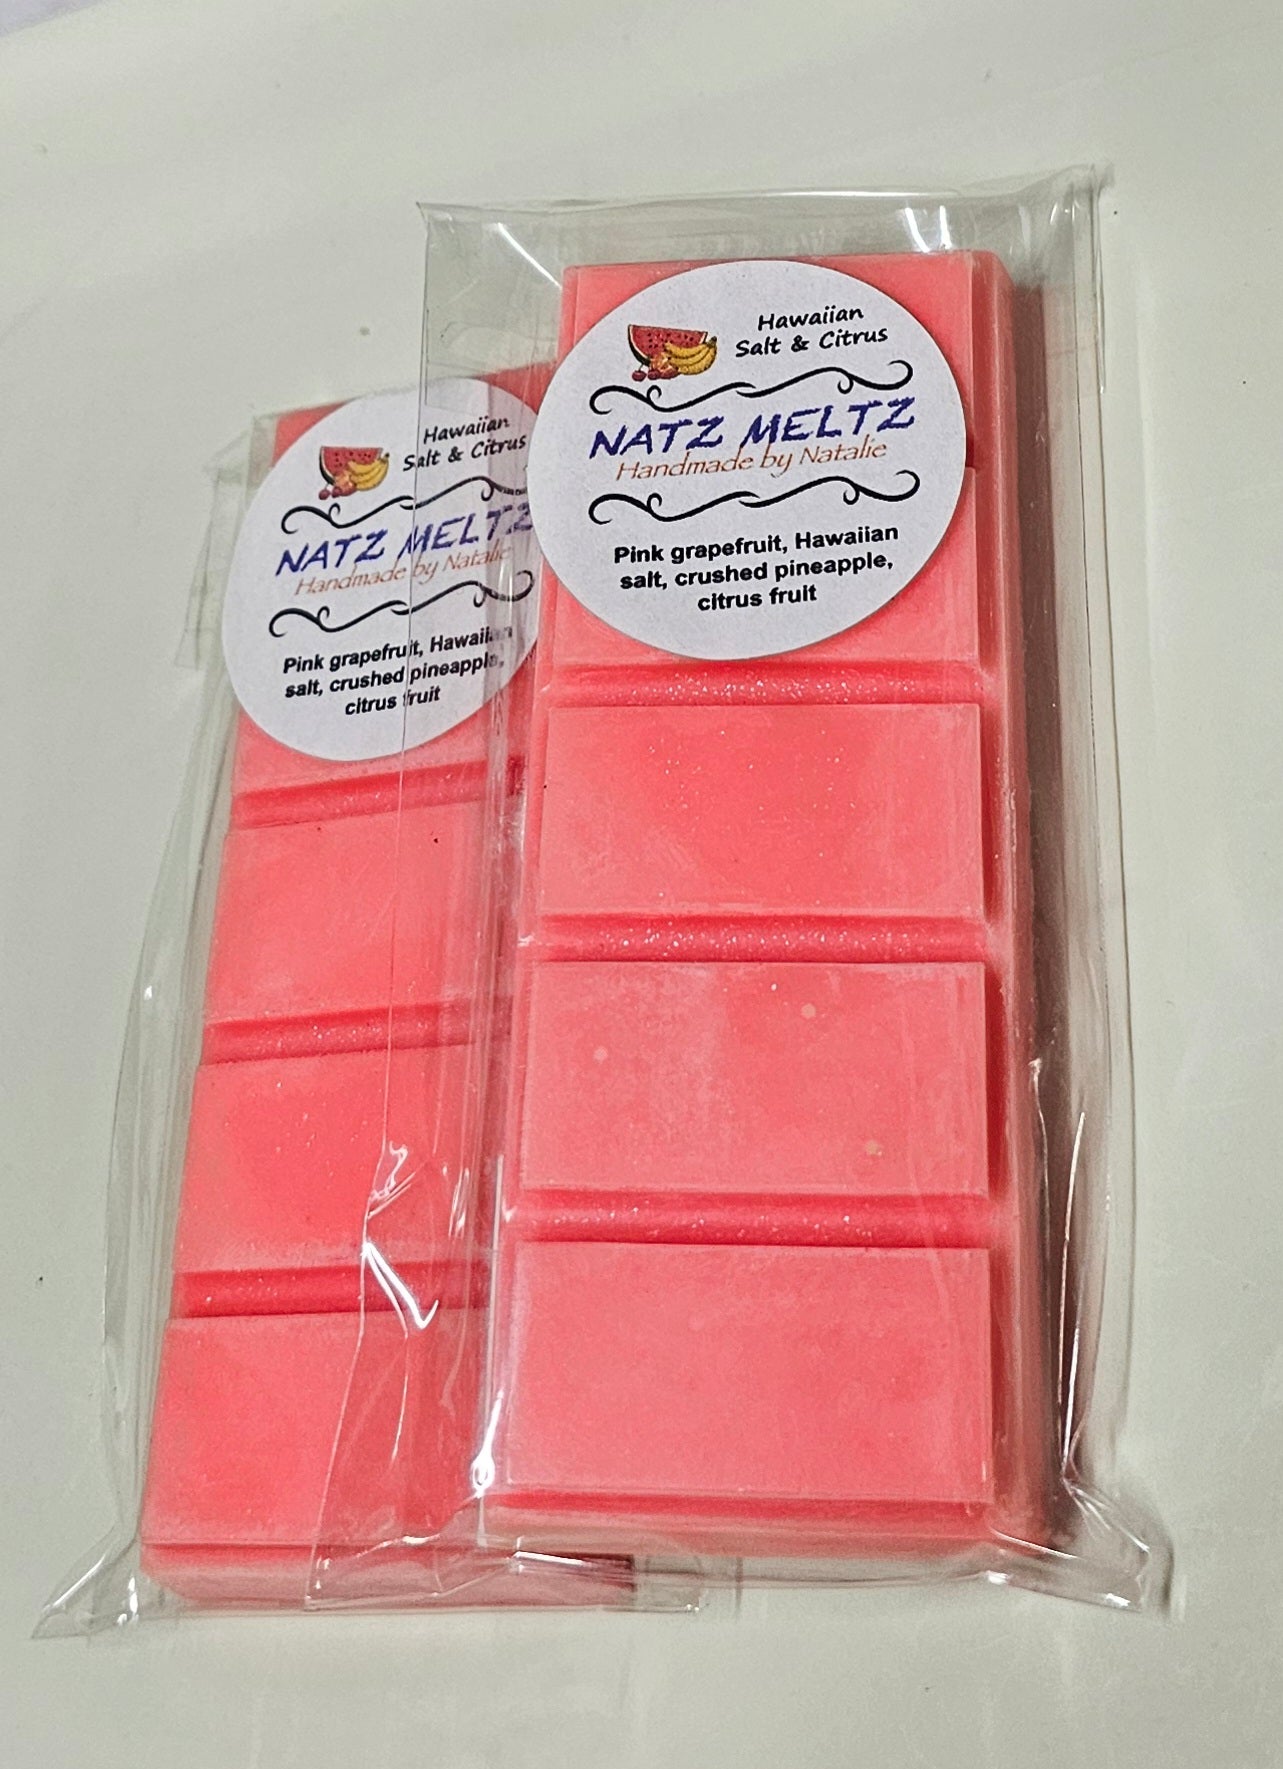 Hawaiian
Salt & Citrus
NATZ MELTZ
Handmade by Natalie
Pink grapefruit, Hawaiian
salt, crushed pineapple,
citrus fruit
Hawaiian
Salt & Citrus
NATZ MELTZ
Handmade by Natalie
Pink grapefruit, Hawaiian
salt, crushed pineapple,
citrus fruit